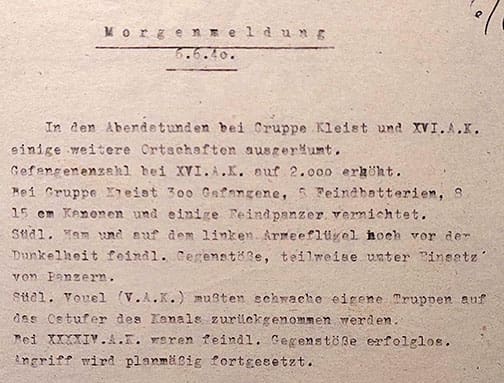 Morgenmeldung
6.6.40.
In den Abendstunden bei Gruppe Kleist und XVI.A.K.
einige weitere Ortschaften ausgeräumt.
Gefangenenzahl bei XVI.A.K. auf 2.000 erhöht.
Bei Gruppe Kleist 300 Gefangene, 8 Feindbatterien, 8
15 cm Kanonen und einige Feindpanzer vernichtet.
Südl. Ham und auf dem linken Armeeflügel noch vor der
Dunkelheit feindl. Gegenstöße, teilweise unter Einsatz
von Panzern.
Südl. Vouel (V.A.K.) mußten schwache eigene Truppen auf
das Ostufer des Kanals zurückgenommen werden.
Bei XXXXIV.A.K. waren feindl. Gegenstöße erfolglos.
Angriff wird planmäßig fortgesetzt.